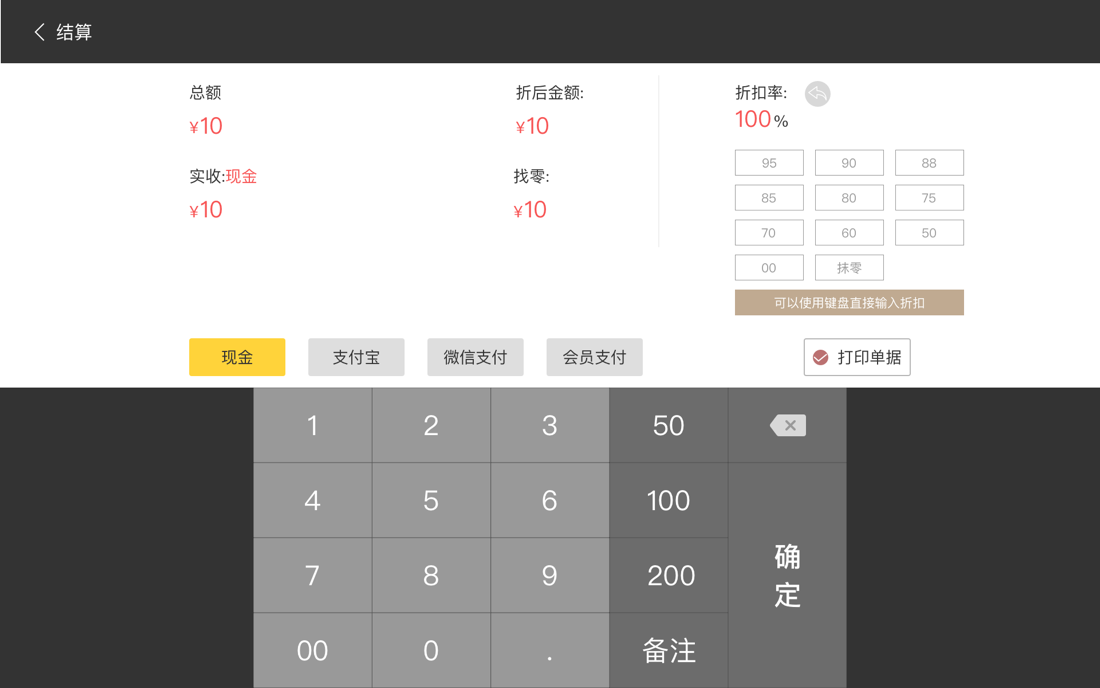 结算
总额
¥10
折后金额:
¥10
实收:现金
¥10
找零:
¥10
折扣率:
100%
95 90 88
85 80 75
70 60 50
00 抹零
可以使用键盘直接输入折扣
现金 支付宝 微信支付 会员支付 打印单据
1 2 3 50
4 5 6 100
7 8 9 200
00 0 . 备注
确定